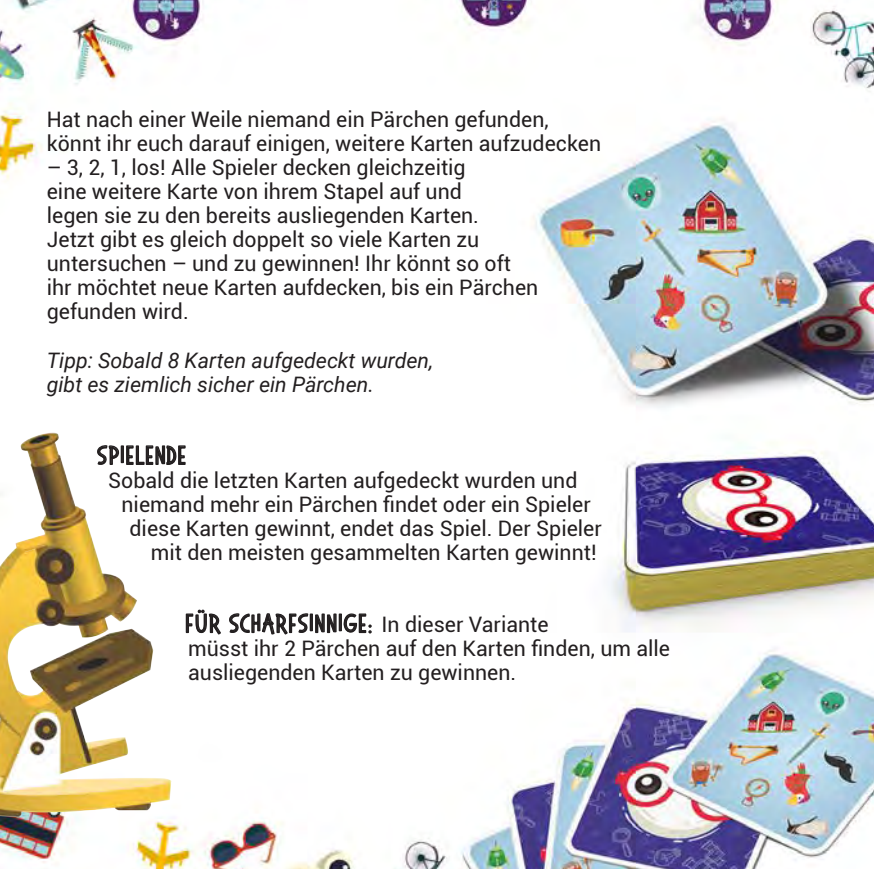 Hat nach einer Weile niemand ein Pärchen gefunden,
könnt ihr euch darauf einigen, weitere Karten aufzudecken
– 3, 2, 1, los! Alle Spieler decken gleichzeitig
eine weitere Karte von ihrem Stapel auf und
legen sie zu den bereits ausliegenden Karten.
Jetzt gibt es gleich doppelt so viele Karten zu
untersuchen – und zu gewinnen! Ihr könnt so oft
ihr möchtet neue Karten aufdecken, bis ein Pärchen
gefunden wird.
Tipp: Sobald 8 Karten aufgedeckt wurden,
gibt es ziemlich sicher ein Pärchen.
SPIELENDE
Sobald die letzten Karten aufgedeckt wurden und
niemand mehr ein Pärchen findet oder ein Spieler
diese Karten gewinnt, endet das Spiel. Der Spieler
mit den meisten gesammelten Karten gewinnt!
FÜR SCHARFSINNIGE: In dieser Variante
müsst ihr 2 Pärchen auf den Karten finden, um alle
ausliegenden Karten zu gewinnen.